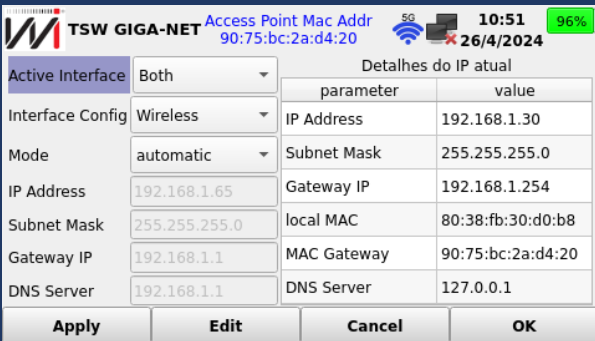 TSW GIGA-NET
Access Point Mac Addr
90:75:bc:2a:d4:20
5G
10:51
26/4/2024
96%
Active Interface Both
Interface Config Wireless
Mode automatic
IP Address 192.168.1.65
Subnet Mask 255.255.255.0
Gateway IP 192.168.1.1
DNS Server 192.168.1.1
Detalhes do IP atual
parameter value
IP Address 192.168.1.30
Subnet Mask 255.255.255.0
Gateway IP 192.168.1.254
local MAC 80:38:fb:30:d0:b8
MAC Gateway 90:75:bc:2a:d4:20
DNS Server 127.0.0.1
Apply Edit Cancel OK